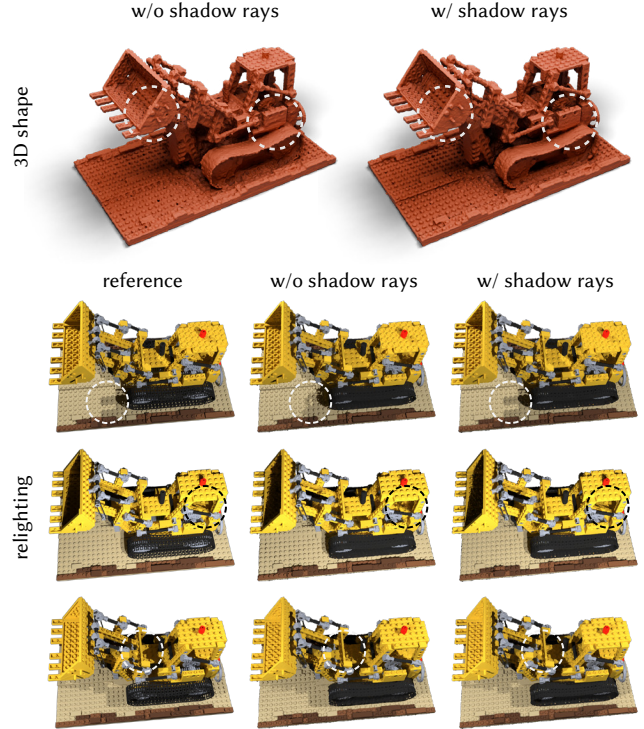 w/o shadow rays w/ shadow rays
3D shape
reference w/o shadow rays w/ shadow rays
relighting